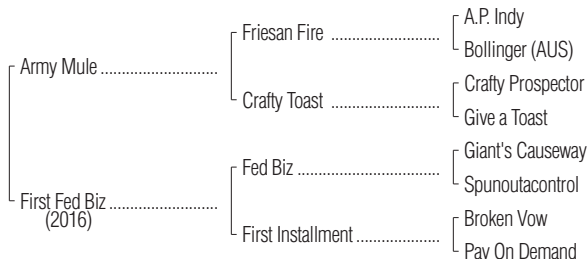 A.P. Indy
Friesan Fire ..........................
Bollinger (AUS)
Army Mule ............................
Crafty Prospector
Crafty Toast ..........................
Give a Toast
Giant's Causeway
Fed Biz .................................
Spunoutacontrol
First Fed Biz ..........................
(2016)
Broken Vow
First Installment ....................
Pay On Demand